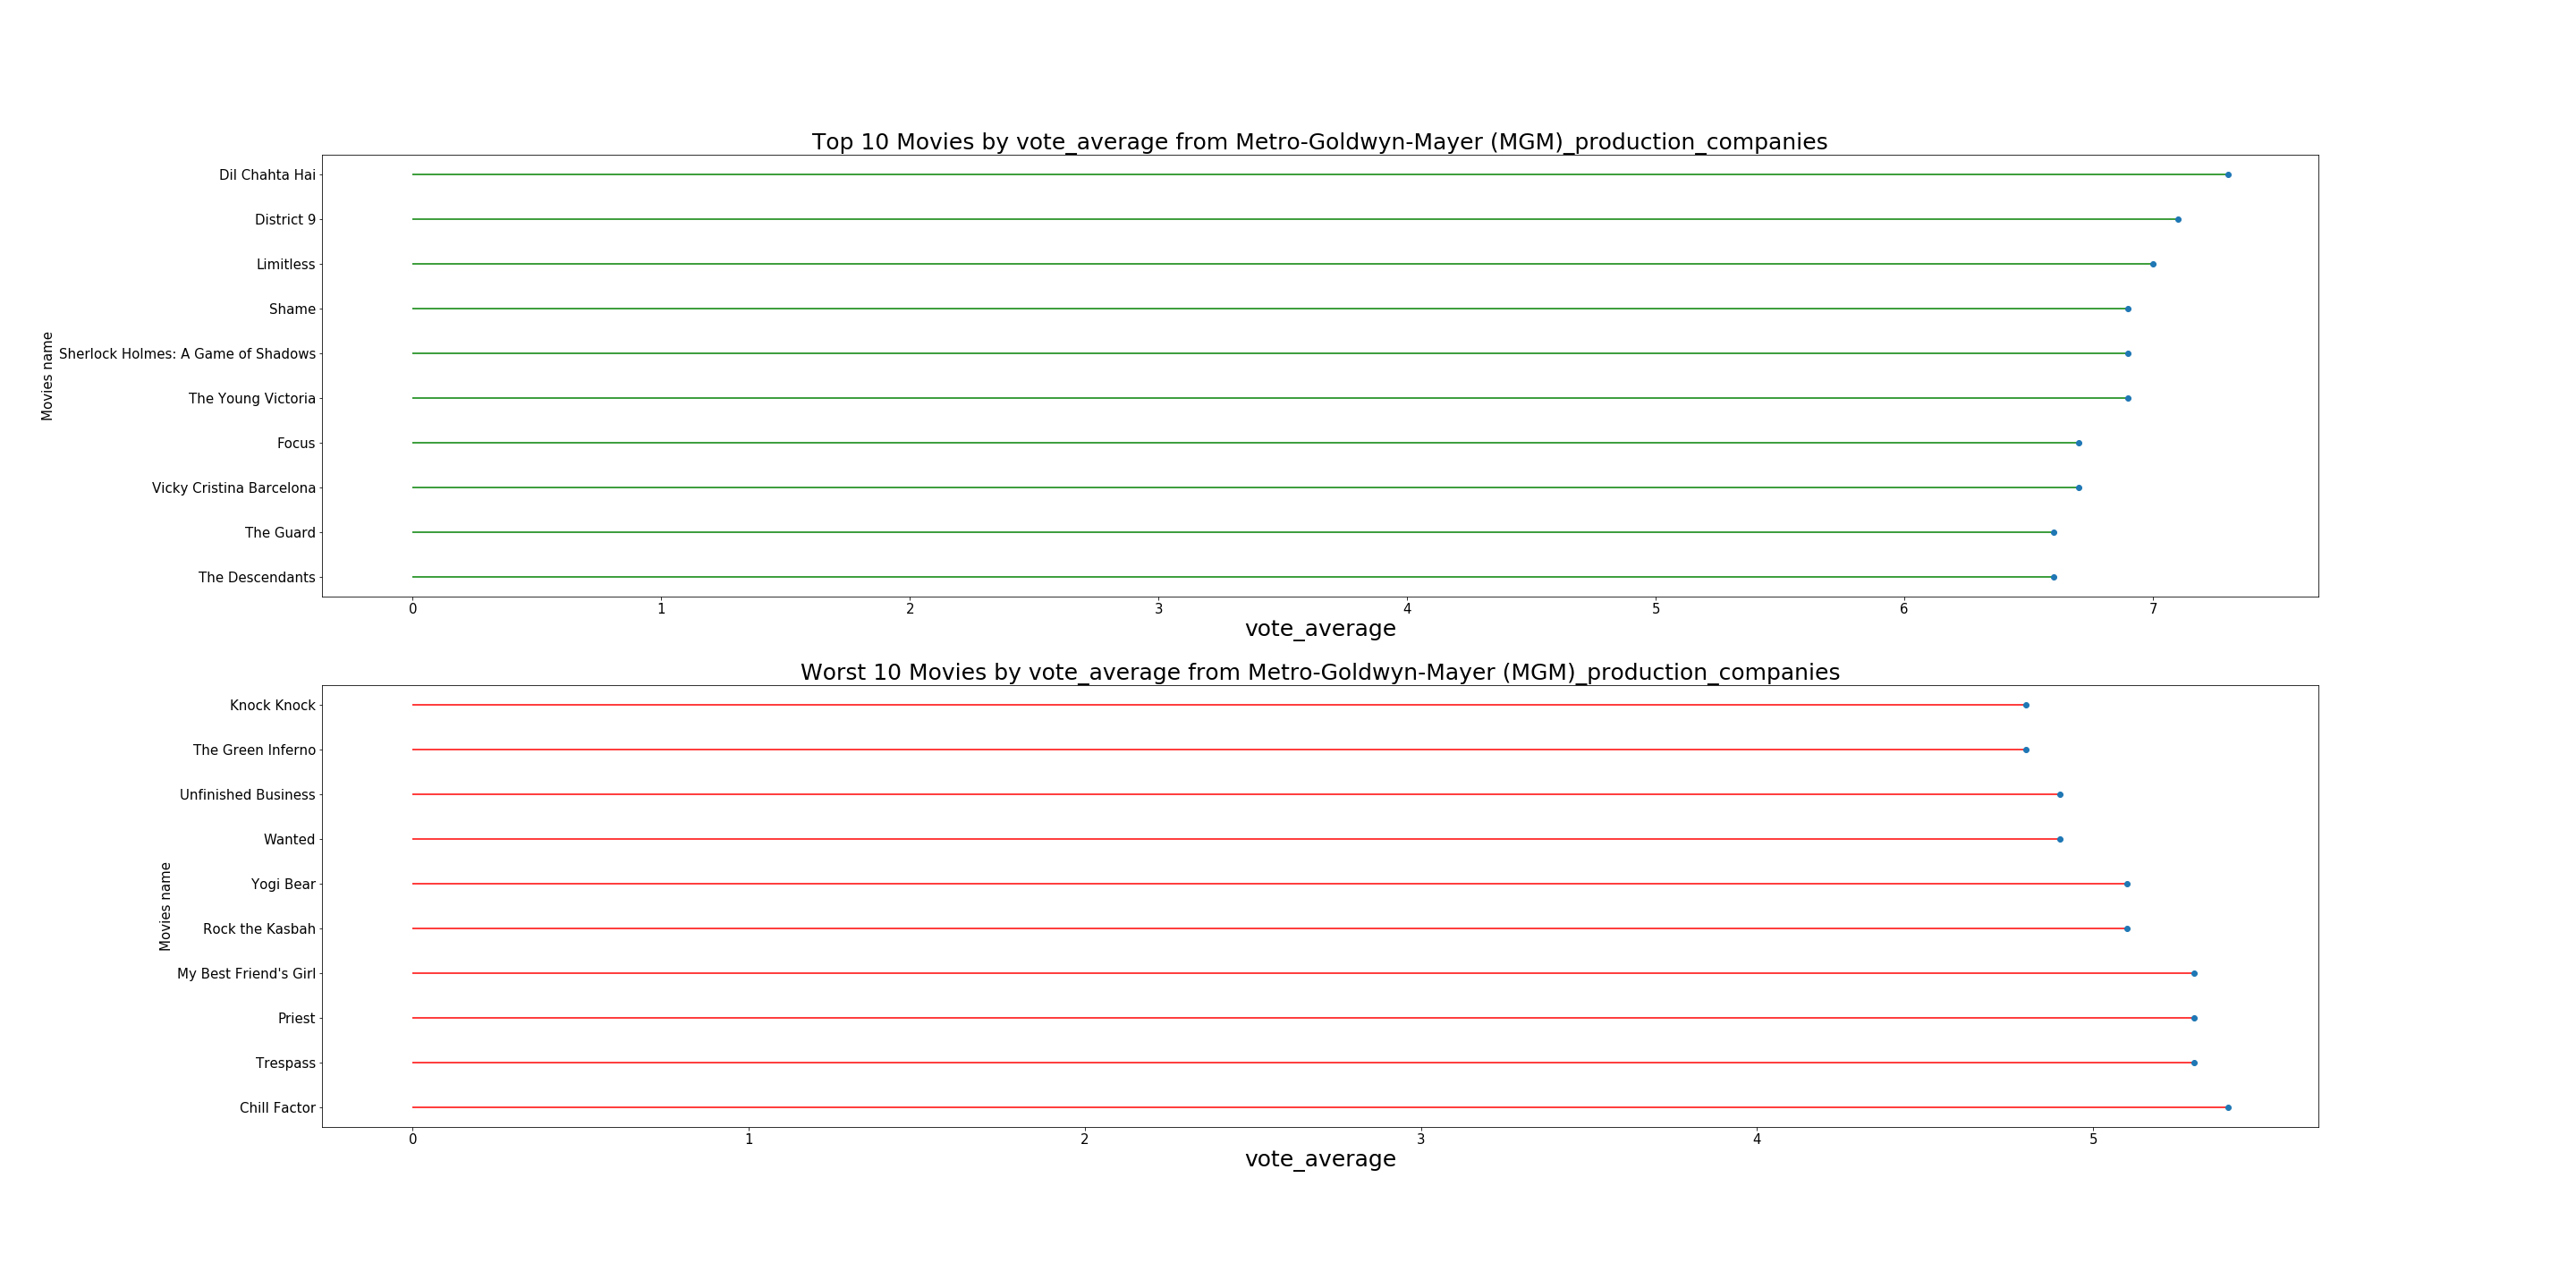 Top 10 Movies by vote_average from Metro-Goldwyn-Mayer (MGM)_production_companies
Movies name
Dil Chahta Hai
District 9
Limitless
Shame
Sherlock Holmes: A Game of Shadows
The Young Victoria
Focus
Vicky Cristina Barcelona
The Guard
The Descendants
0 1 2 3 4 5 6 7
vote_average
Worst 10 Movies by vote_average from Metro-Goldwyn-Mayer (MGM)_production_companies
Movies name
Knock Knock
The Green Inferno
Unfinished Business
Wanted
Yogi Bear
Rock the Kasbah
My Best Friend's Girl
Priest
Trespass
Chill Factor
0 1 2 3 4 5
vote_average